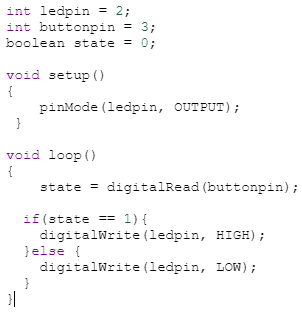 int ledpin = 2;
int buttonpin = 3;
boolean state = 0;

void setup()
{
    pinMode(ledpin, OUTPUT);
 }

void loop()
{
    state = digitalRead(buttonpin);

  if(state == 1){
    digitalWrite(ledpin, HIGH);
  }else {
    digitalWrite(ledpin, LOW);
  }
}